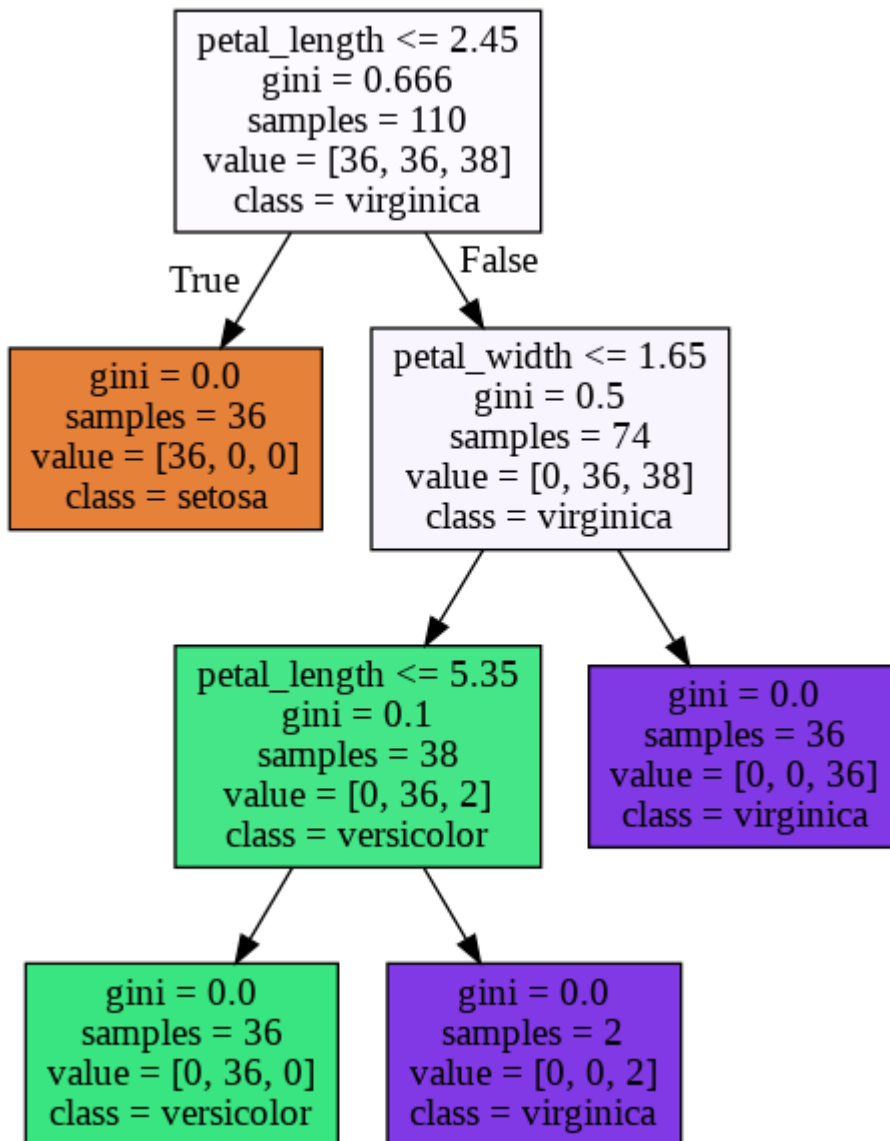 petal_length <= 2.45
gini = 0.666
samples = 110
value = [36, 36, 38]
class = virginica
True
False
gini = 0.0
samples = 36
value = [36, 0, 0]
class = setosa
petal_width <= 1.65
gini = 0.5
samples = 74
value = [0, 36, 38]
class = virginica
petal_length <= 5.35
gini = 0.1
samples = 38
value = [0, 36, 2]
class = versicolor
gini = 0.0
samples = 36
value = [0, 0, 36]
class = virginica
gini = 0.0
samples = 36
value = [0, 36, 0]
class = versicolor
gini = 0.0
samples = 2
value = [0, 0, 2]
class = virginica